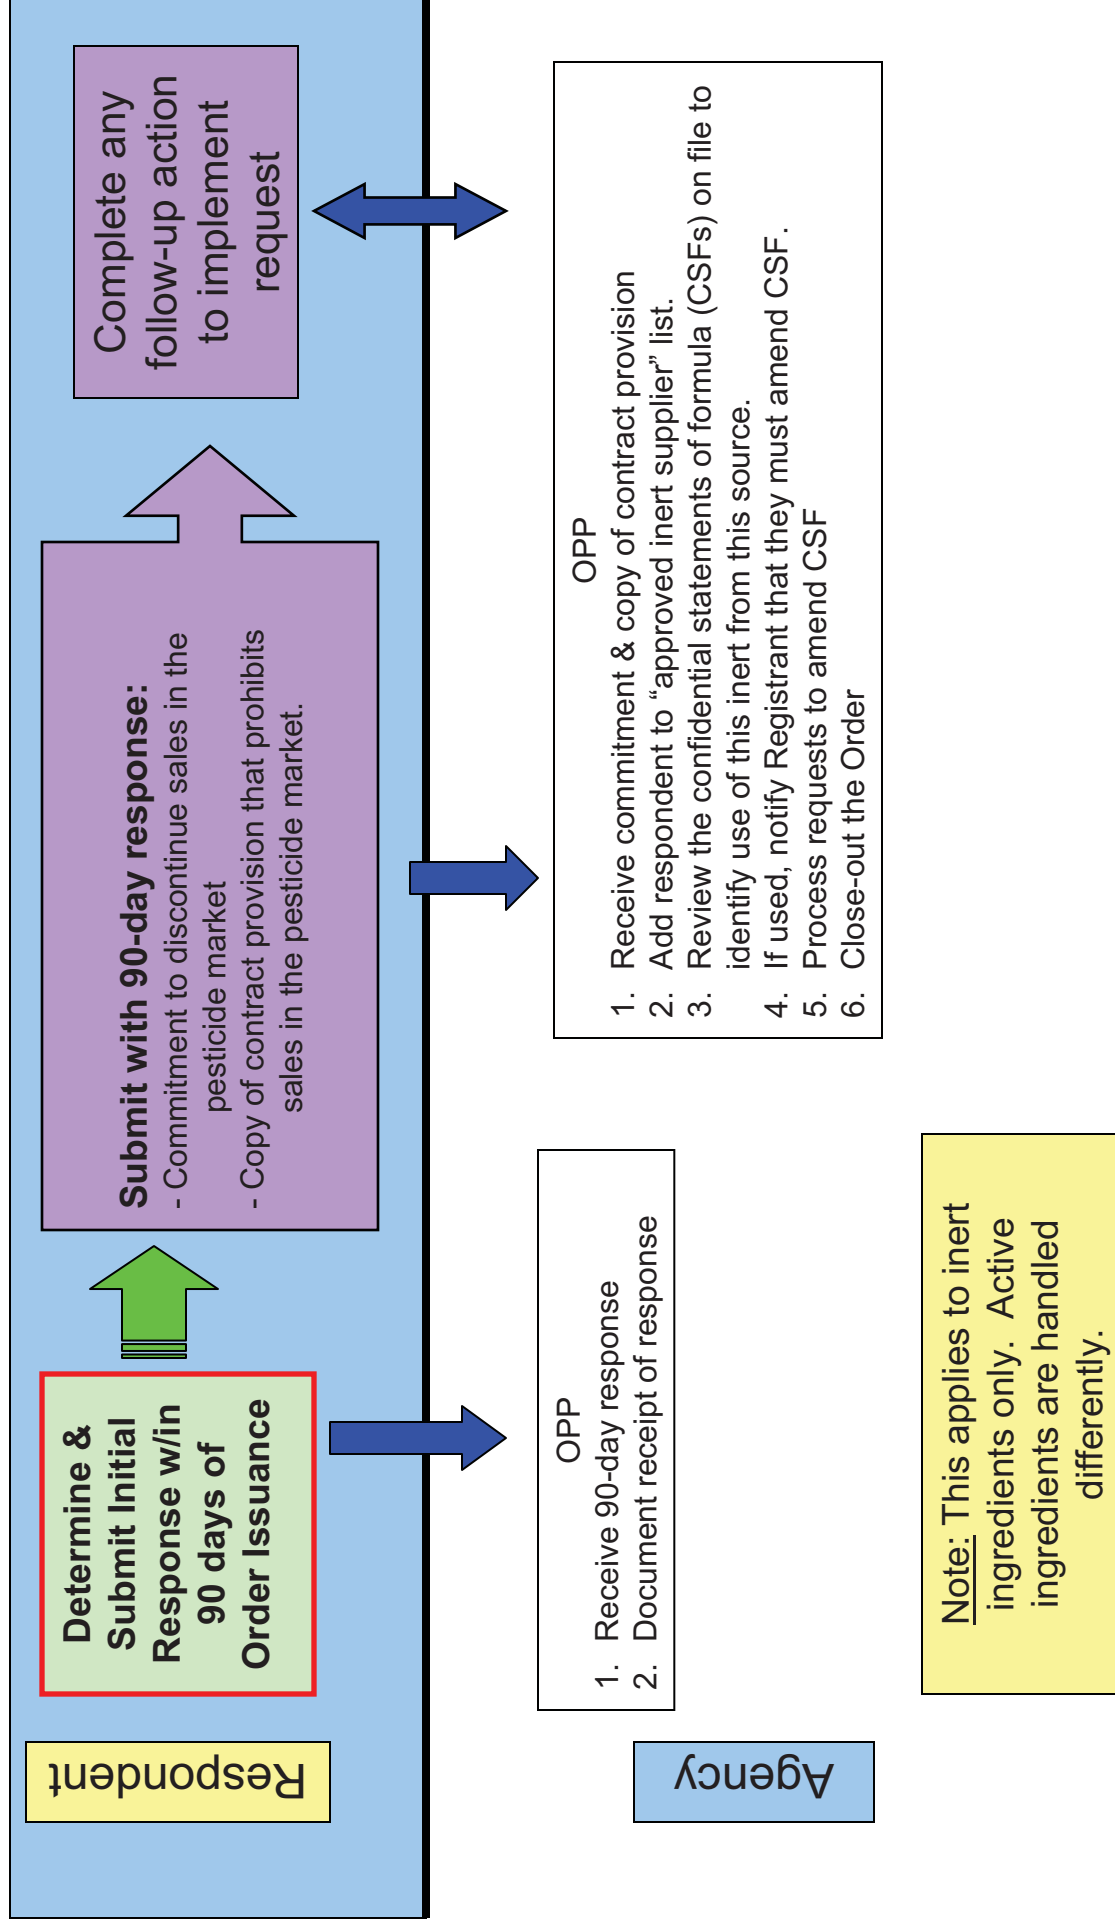 Respondent
Determine &
Submit Initial
Response w/in
90 days of
Order Issuance
Submit with 90-day response:
- Commitment to discontinue sales in the
pesticide market
- Copy of contract provision that prohibits
sales in the pesticide market.
Complete any
follow-up action
to implement
request
Agency
OPP
1. Receive 90-day response
2. Document receipt of response
OPP
1. Receive commitment & copy of contract provision
2. Add respondent to “approved inert supplier” list.
3. Review the confidential statements of formula (CSFs) on file to
identify use of this inert from this source.
4. If used, notify Registrant that they must amend CSF.
5. Process requests to amend CSF
6. Close-out the Order
Note: This applies to inert
ingredients only. Active
ingredients are handled
differently.